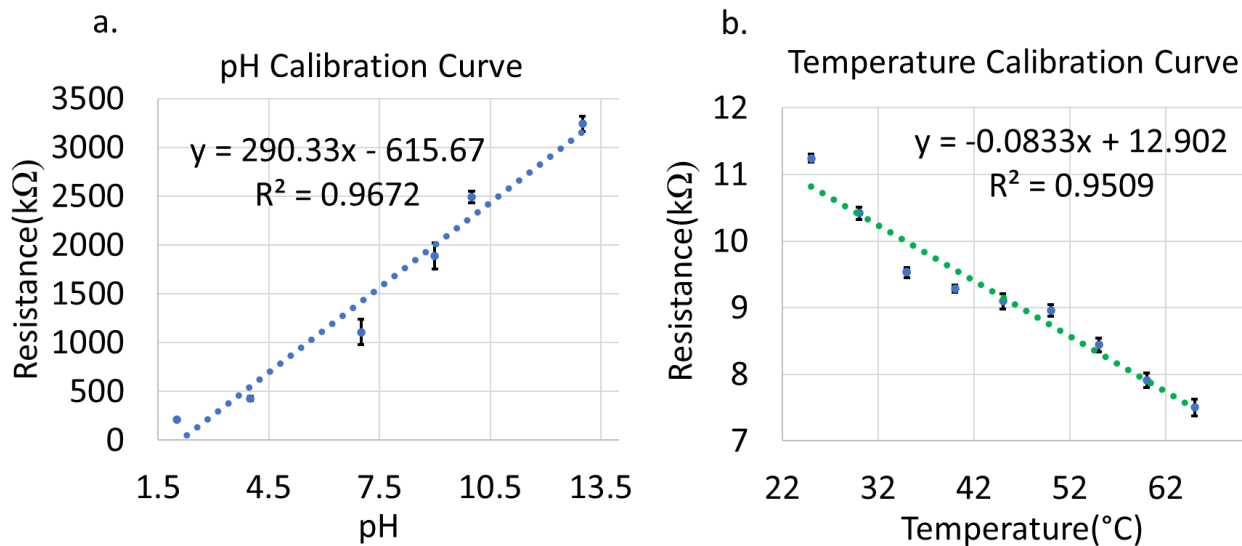 a.
pH Calibration Curve
3500
3000
2500
2000
1500
1000
500
0
y = 290.33x - 615.67
R² = 0.9672
Resistance(kΩ)
1.5 4.5 7.5 10.5 13.5
pH
b.
Temperature Calibration Curve
12
11
10
9
8
7
y = -0.0833x + 12.902
R² = 0.9509
Resistance(kΩ)
22 32 42 52 62
Temperature(°C)